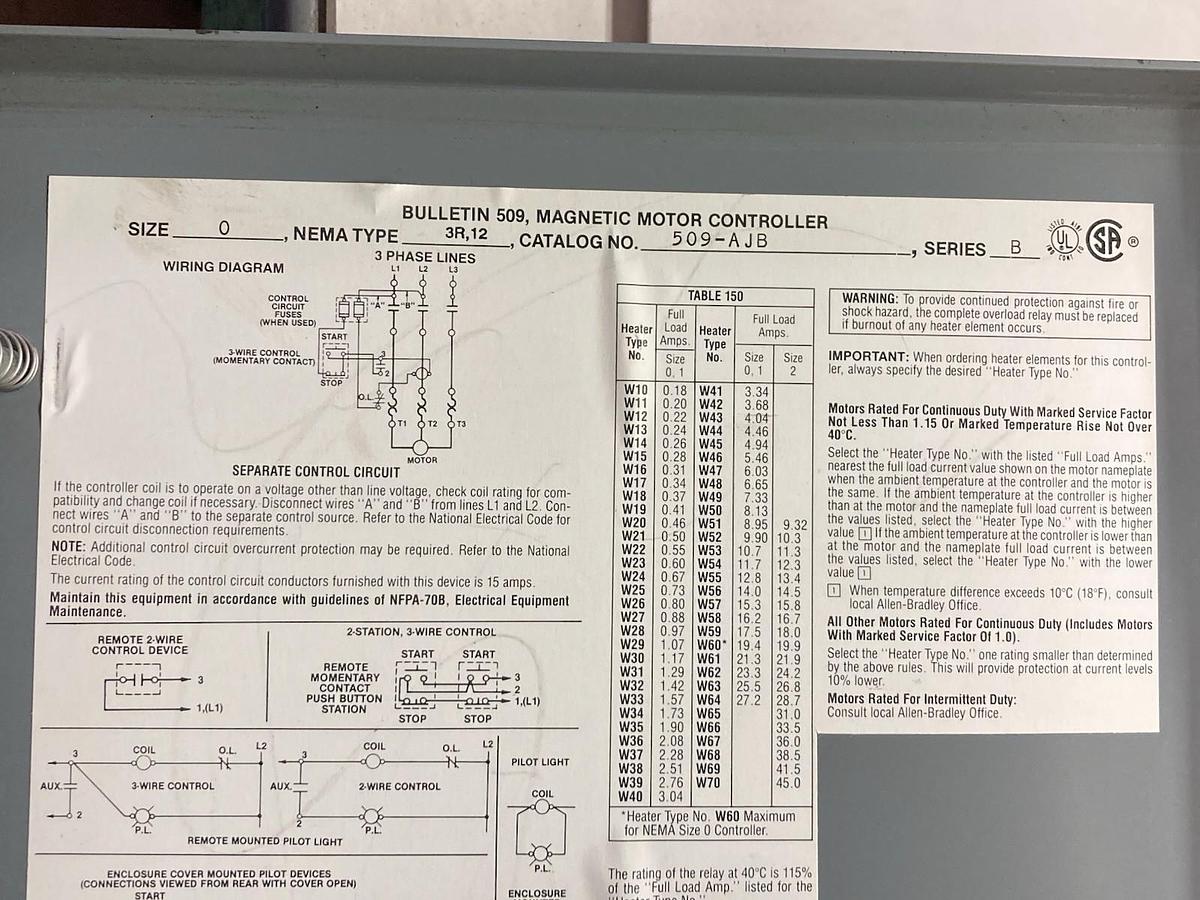 BULLETIN 509, MAGNETIC MOTOR CONTROLLER
SIZE 0, NEMA TYPE 3R,12, CATALOG NO. 509-AJB, SERIES B
LISTED
UL
SA
®
WIRING DIAGRAM
3 PHASE LINES
L1 L2 L3
CONTROL
CIRCUIT
FUSES
(WHEN USED)
"A" "B"
START
3-WIRE CONTROL
(MOMENTARY CONTACT)
3
2
STOP
O.L.
T1 T2 T3
MOTOR
SEPARATE CONTROL CIRCUIT
If the controller coil is to operate on a voltage other than line voltage, check coil rating for com-
patibility and change coil if necessary. Disconnect wires "A" and "B" from lines L1 and L2. Con-
nect wires "A" and "B" to the separate control source. Refer to the National Electrical Code for
control circuit disconnection requirements.
NOTE: Additional control circuit overcurrent protection may be required. Refer to the National
Electrical Code.
The current rating of the control circuit conductors furnished with this device is 15 amps.
Maintain this equipment in accordance with guidelines of NFPA-70B, Electrical Equipment
Maintenance.
REMOTE 2-WIRE
CONTROL DEVICE
3
1,(L1)
2-STATION, 3-WIRE CONTROL
START START
REMOTE
MOMENTARY
CONTACT
PUSH BUTTON
STATION
3
2
1,(L1)
STOP STOP
3 COIL O.L. L2
AUX. 3-WIRE CONTROL
2 P.L.
3 COIL O.L. L2
AUX. 2-WIRE CONTROL
2 P.L.
REMOTE MOUNTED PILOT LIGHT
PILOT LIGHT
COIL
P.L.
ENCLOSURE
ENCLOSURE COVER MOUNTED PILOT DEVICES
(CONNECTIONS VIEWED FROM REAR WITH COVER OPEN)
START
TABLE 150
Heater Type No. Full Load Amps. Heater Type No. Full Load Amps.
Size 0, 1 Size 0, 1 Size 2
W10 0.18 W41 3.34
W11 0.20 W42 3.68
W12 0.22 W43 4.04
W13 0.24 W44 4.46
W14 0.26 W45 4.94
W15 0.28 W46 5.46
W16 0.31 W47 6.03
W17 0.34 W48 6.65
W18 0.37 W49 7.33
W19 0.41 W50 8.13
W20 0.46 W51 8.95 9.32
W21 0.50 W52 9.90 10.3
W22 0.55 W53 10.7 11.3
W23 0.60 W54 11.7 12.3
W24 0.67 W55 12.8 13.4
W25 0.73 W56 14.0 14.5
W26 0.80 W57 15.3 15.8
W27 0.88 W58 16.2 16.7
W28 0.97 W59 17.5 18.0
W29 1.07 W60* 19.4 19.9
W30 1.17 W61 21.3 21.9
W31 1.29 W62 23.3 24.2
W32 1.42 W63 25.5 26.8
W33 1.57 W64 27.2 28.7
W34 1.73 W65 31.0
W35 1.90 W66 33.5
W36 2.08 W67 36.0
W37 2.28 W68 38.5
W38 2.51 W69 41.5
W39 2.76 W70 45.0
W40 3.04
*Heater Type No. W60 Maximum
for NEMA Size 0 Controller.
The rating of the relay at 40°C is 115%
of the "Full Load Amp." listed for the
"Heater Type No."
WARNING: To provide continued protection against fire or
shock hazard, the complete overload relay must be replaced
if burnout of any heater element occurs.
IMPORTANT: When ordering heater elements for this control-
ler, always specify the desired "Heater Type No."
Motors Rated For Continuous Duty With Marked Service Factor
Not Less Than 1.15 Or Marked Temperature Rise Not Over
40°C.
Select the "Heater Type No." with the listed "Full Load Amps."
nearest the full load current value shown on the motor nameplate
when the ambient temperature at the controller and the motor is
the same. If the ambient temperature at the controller is higher
than at the motor and the nameplate full load current is between
the values listed, select the "Heater Type No." with the higher
value 1 If the ambient temperature at the controller is lower than
at the motor and the nameplate full load current is between
the values listed, select the "Heater Type No." with the lower
value 1
1 When temperature difference exceeds 10°C (18°F), consult
local Allen-Bradley Office.
All Other Motors Rated For Continuous Duty (Includes Motors
With Marked Service Factor Of 1.0).
Select the "Heater Type No." one rating smaller than determined
by the above rules. This will provide protection at current levels
10% lower.
Motors Rated For Intermittent Duty:
Consult local Allen-Bradley Office.